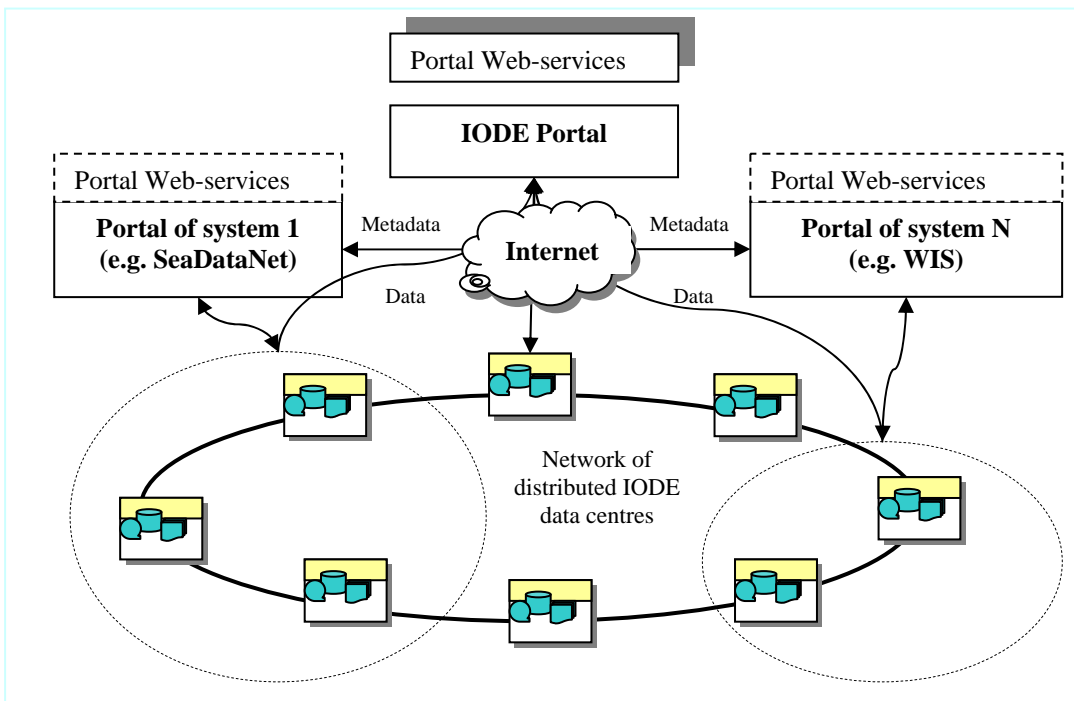 Portal Web-services
IODE Portal
Portal Web-services
Portal of system 1
(e.g. SeaDataNet)
Metadata
Internet
Metadata
Portal Web-services
Portal of system N
(e.g. WIS)
Data
Data
Network of
distributed IODE
data centres